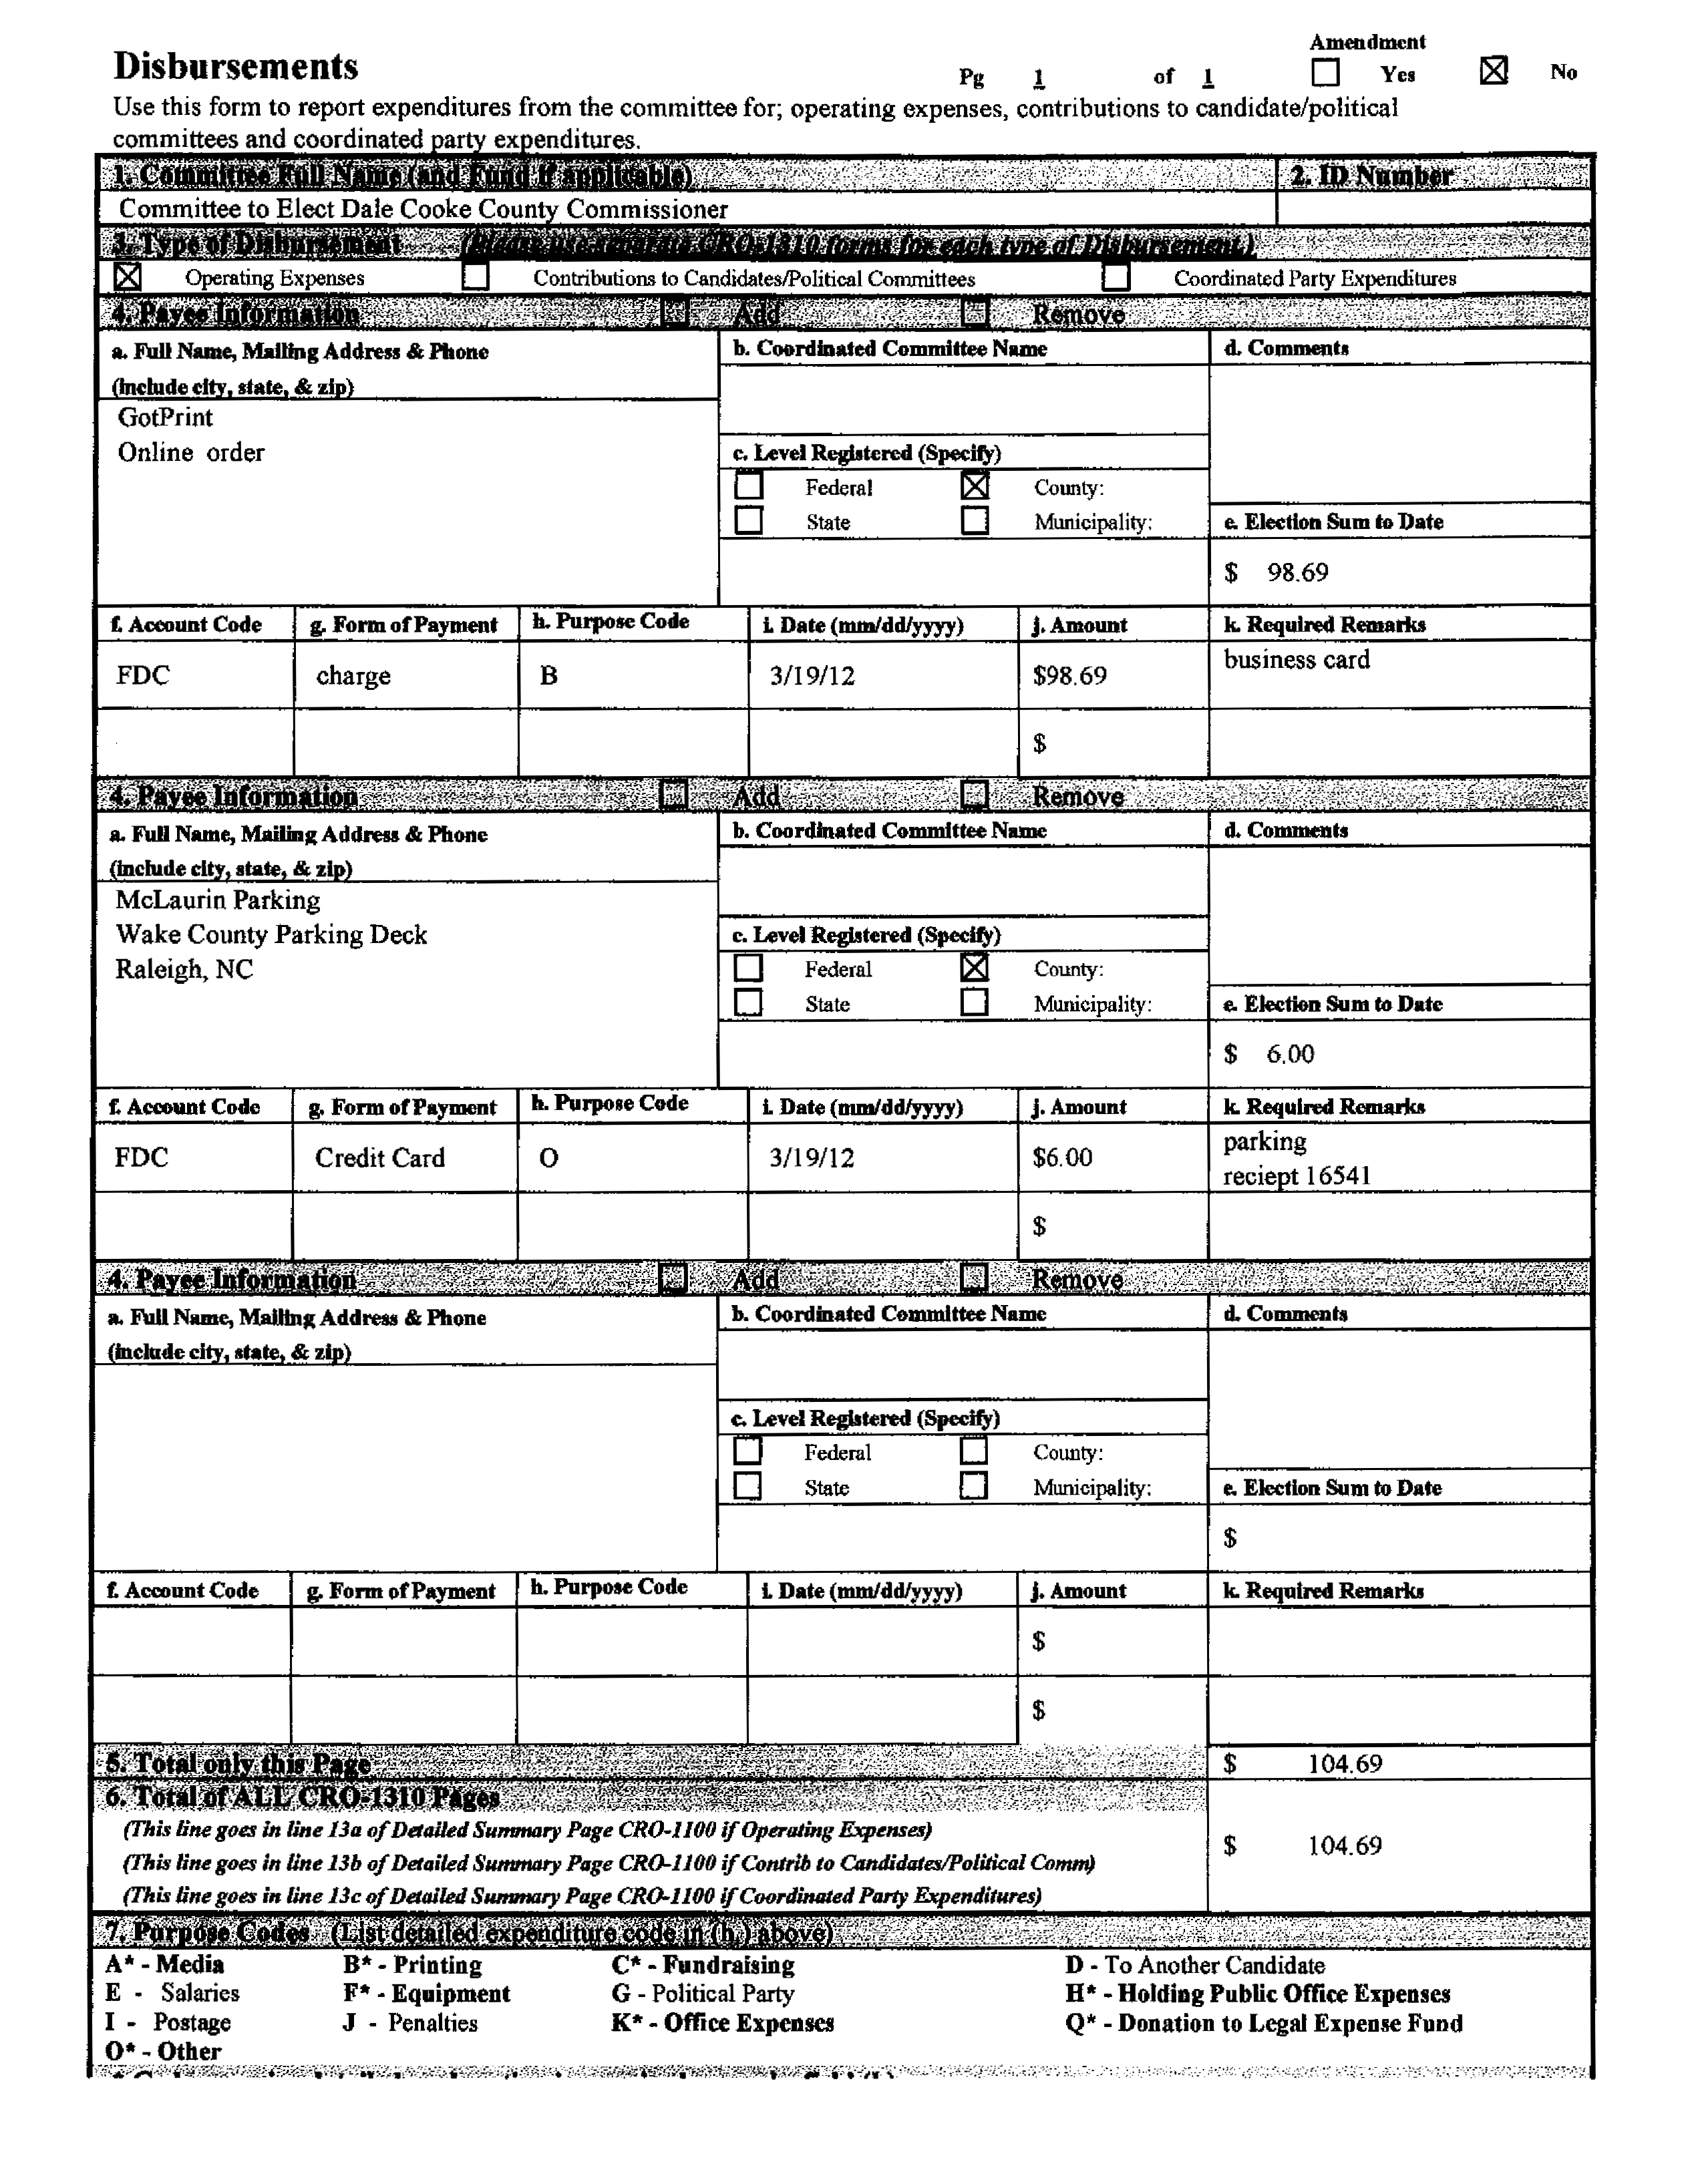 Amendment
Disbursements Pg 1 of 1 Yes No
Use this form to report expenditures from the committee for; operating expenses, contributions to candidate/political
committees and coordinated party expenditures.
1. Committee Full Name (and Fund if applicable) 2. ID Number
Committee to Elect Dale Cooke County Commissioner
3. Type of Disbursement (Please use separate CRO-1310 forms for each type of Disbursement.)
Operating Expenses Contributions to Candidates/Political Committees Coordinated Party Expenditures
4. Payee Information Add Remove
a. Full Name, Mailing Address & Phone b. Coordinated Committee Name d. Comments
(include city, state, & zip)
GotPrint
Online order c. Level Registered (Specify)
Federal County:
State Municipality: e. Election Sum to Date
$ 98.69
f. Account Code g. Form of Payment h. Purpose Code i. Date (mm/dd/yyyy) j. Amount k. Required Remarks
FDC charge B 3/19/12 $98.69 business card
$
4. Payee Information Add Remove
a. Full Name, Mailing Address & Phone b. Coordinated Committee Name d. Comments
(include city, state, & zip)
McLaurin Parking
Wake County Parking Deck c. Level Registered (Specify)
Raleigh, NC Federal County:
State Municipality: e. Election Sum to Date
$ 6.00
f. Account Code g. Form of Payment h. Purpose Code i. Date (mm/dd/yyyy) j. Amount k. Required Remarks
FDC Credit Card O 3/19/12 $6.00 parking
reciept 16541
$
4. Payee Information Add Remove
a. Full Name, Mailing Address & Phone b. Coordinated Committee Name d. Comments
(include city, state, & zip)
c. Level Registered (Specify)
Federal County:
State Municipality: e. Election Sum to Date
$
f. Account Code g. Form of Payment h. Purpose Code i. Date (mm/dd/yyyy) j. Amount k. Required Remarks
$
$
5. Total only this Page $ 104.69
6. Total of ALL CRO-1310 Pages
(This line goes in line 13a of Detailed Summary Page CRO-1100 if Operating Expenses)
$ 104.69
(This line goes in line 13b of Detailed Summary Page CRO-1100 if Contrib to Candidates/Political Comm)
(This line goes in line 13c of Detailed Summary Page CRO-1100 if Coordinated Party Expenditures)
7. Purpose Codes (List detailed expenditure code in (h.) above)
A* - Media B* - Printing C* - Fundraising D - To Another Candidate
E - Salaries F* - Equipment G - Political Party H* - Holding Public Office Expenses
I - Postage J - Penalties K* - Office Expenses Q* - Donation to Legal Expense Fund
O* - Other